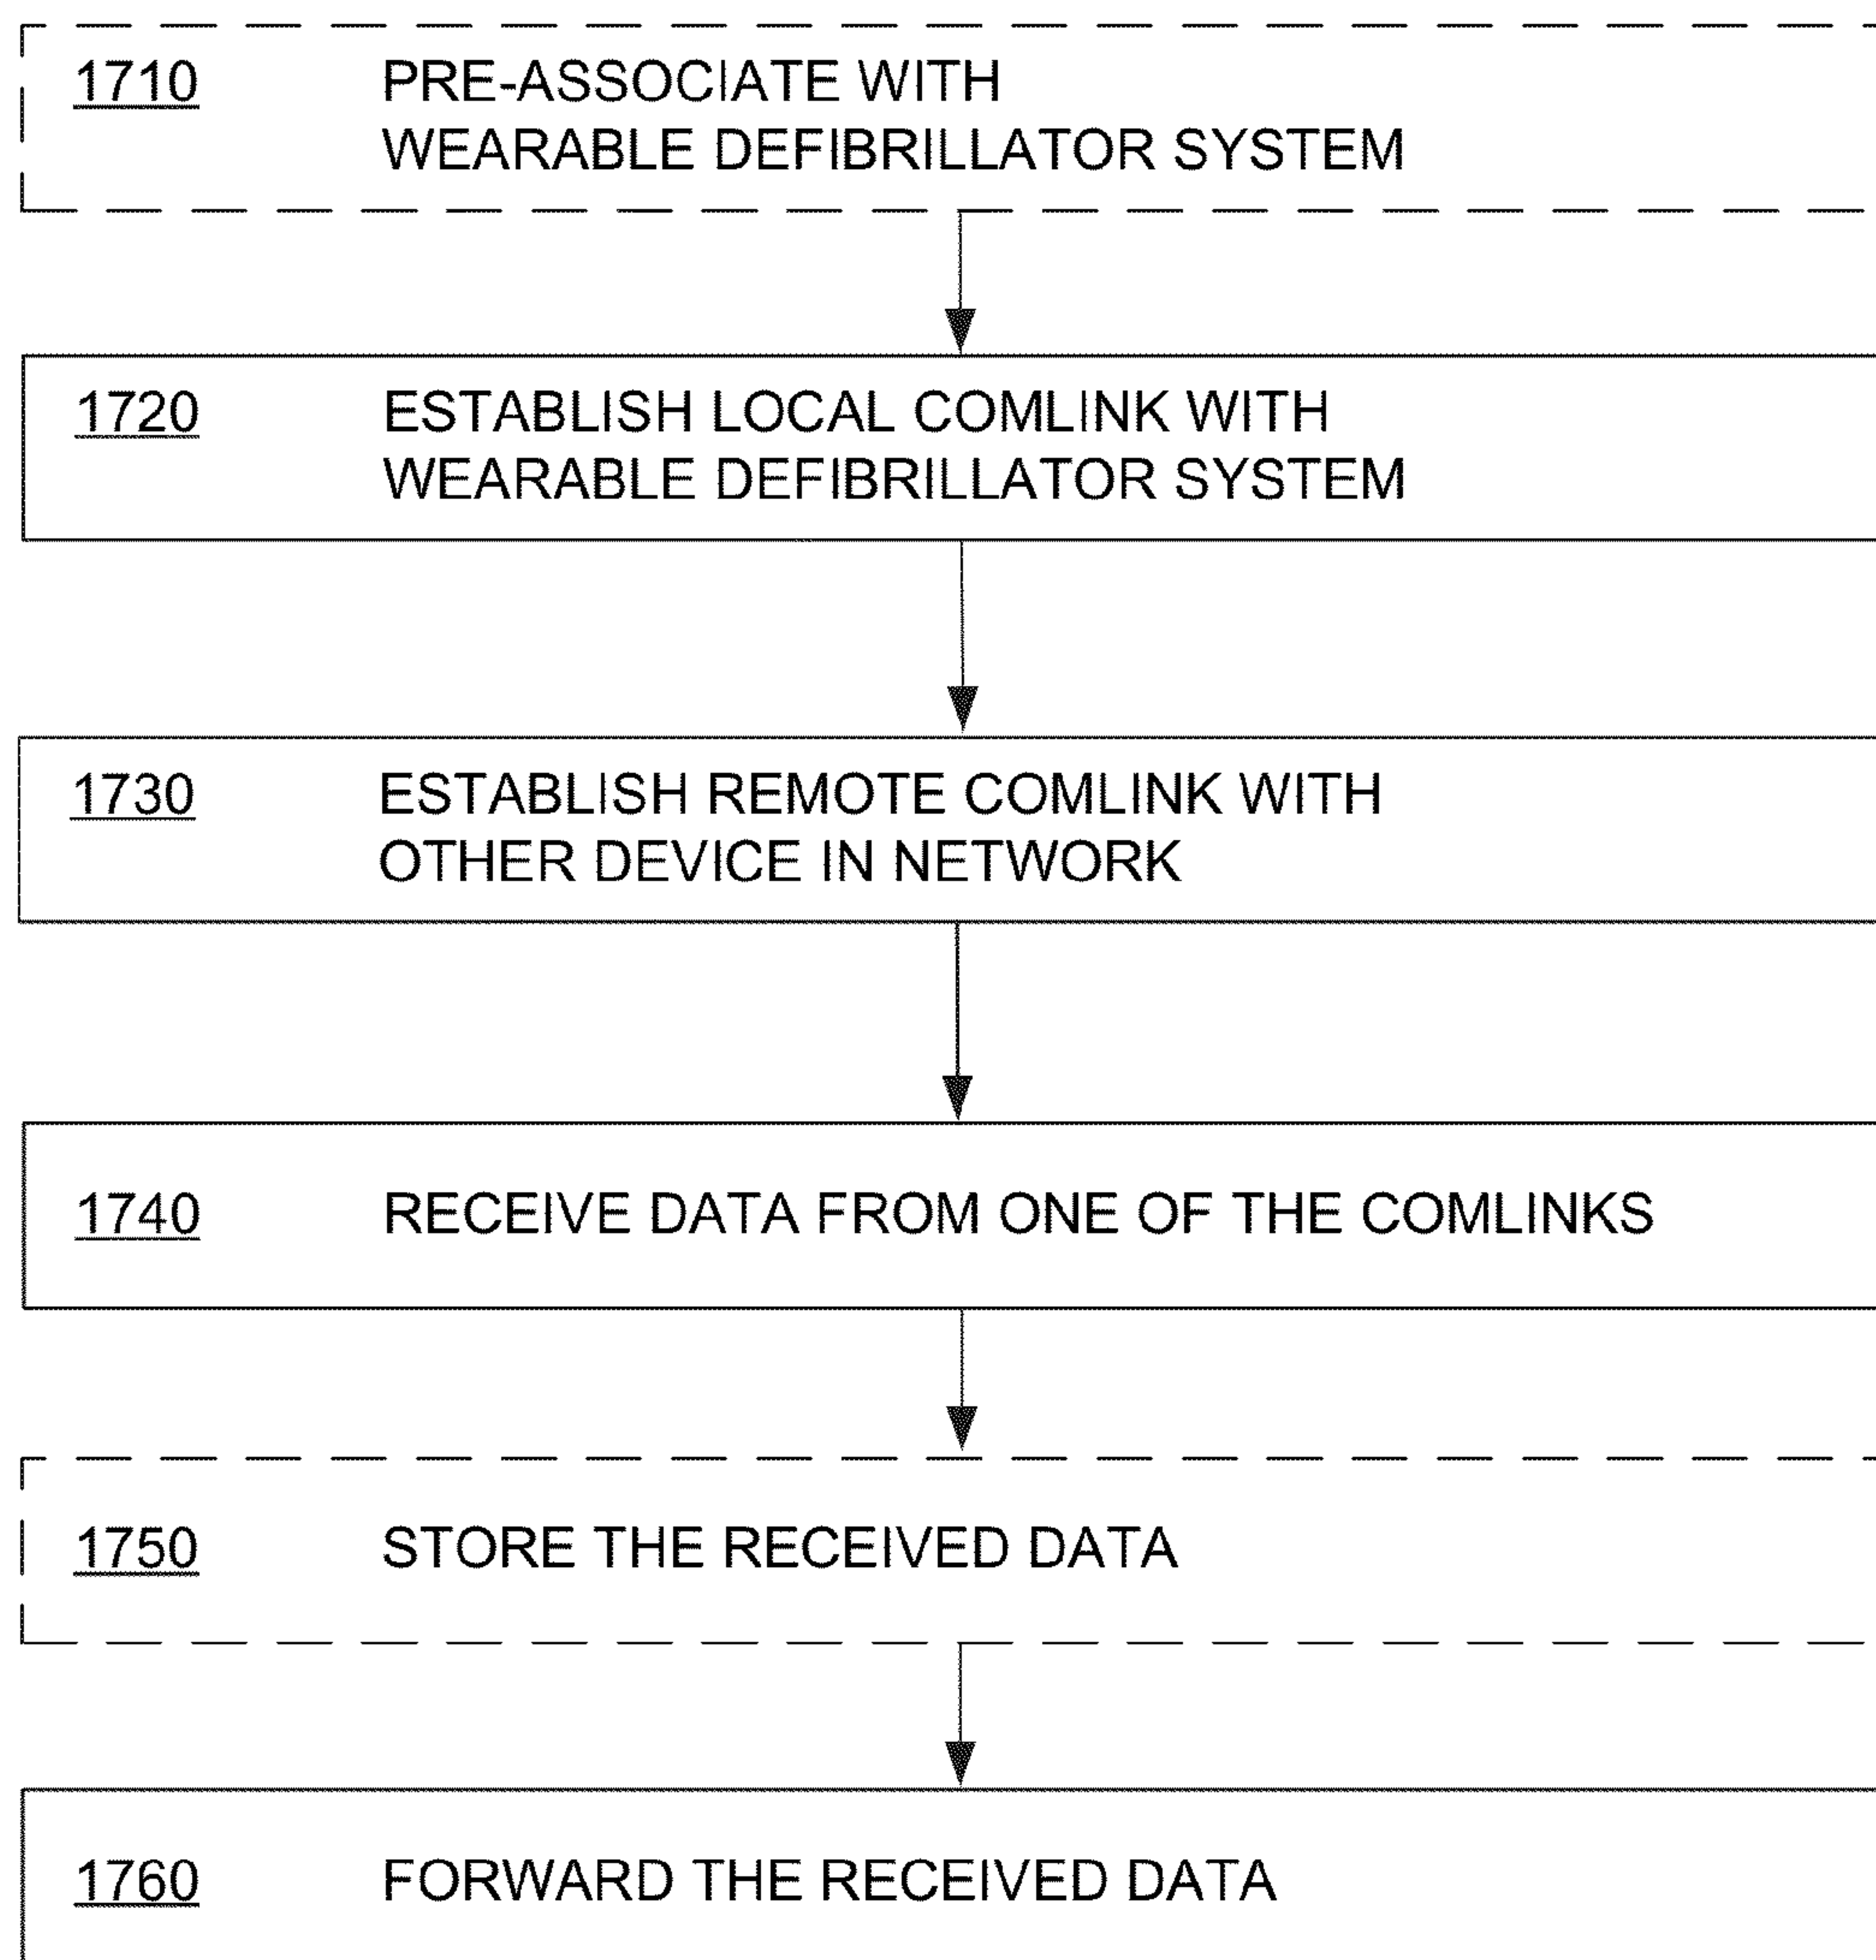 1710 PRE-ASSOCIATE WITH
WEARABLE DEFIBRILLATOR SYSTEM
1720 ESTABLISH LOCAL COMLINK WITH
WEARABLE DEFIBRILLATOR SYSTEM
1730 ESTABLISH REMOTE COMLINK WITH
OTHER DEVICE IN NETWORK
1740 RECEIVE DATA FROM ONE OF THE COMLINKS
1750 STORE THE RECEIVED DATA
1760 FORWARD THE RECEIVED DATA